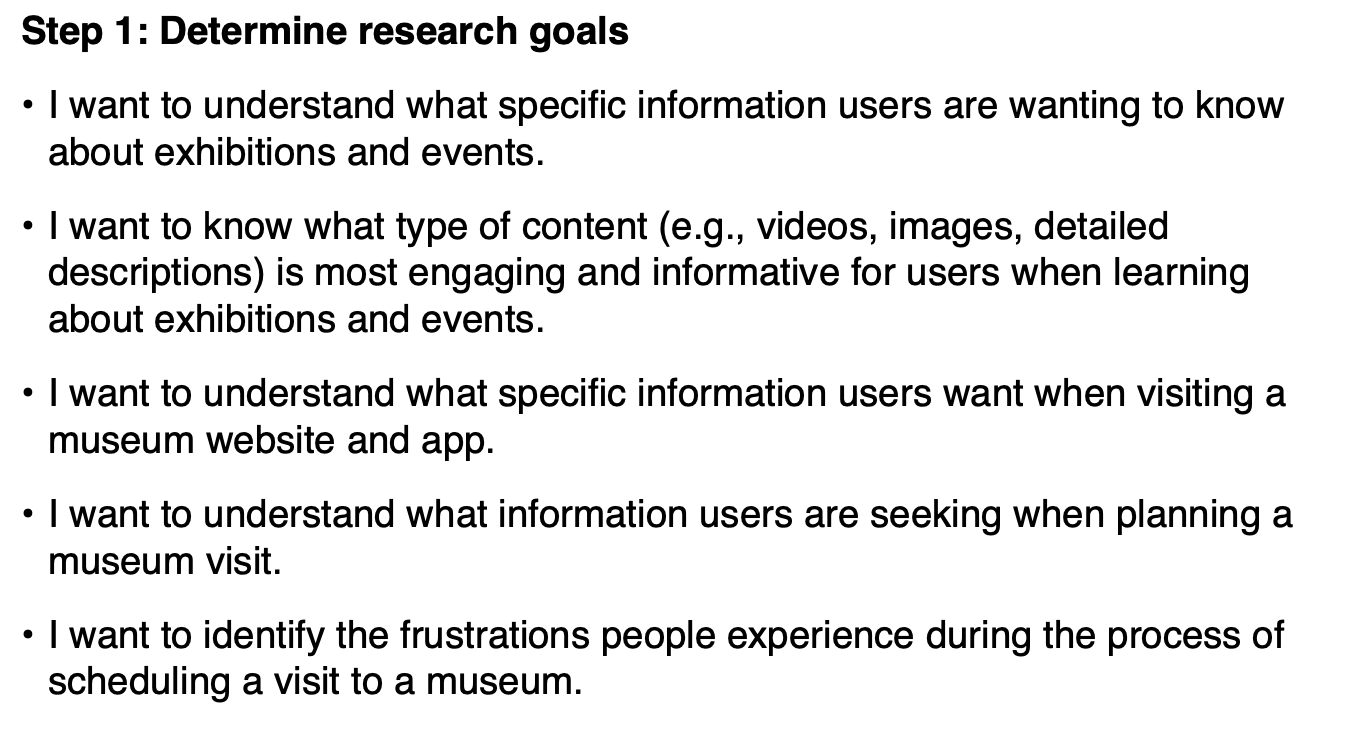 Step 1: Determine research goals
• I want to understand what specific information users are wanting to know
about exhibitions and events.
• I want to know what type of content (e.g., videos, images, detailed
descriptions) is most engaging and informative for users when learning
about exhibitions and events.
• I want to understand what specific information users want when visiting a
museum website and app.
• I want to understand what information users are seeking when planning a
museum visit.
• I want to identify the frustrations people experience during the process of
scheduling a visit to a museum.